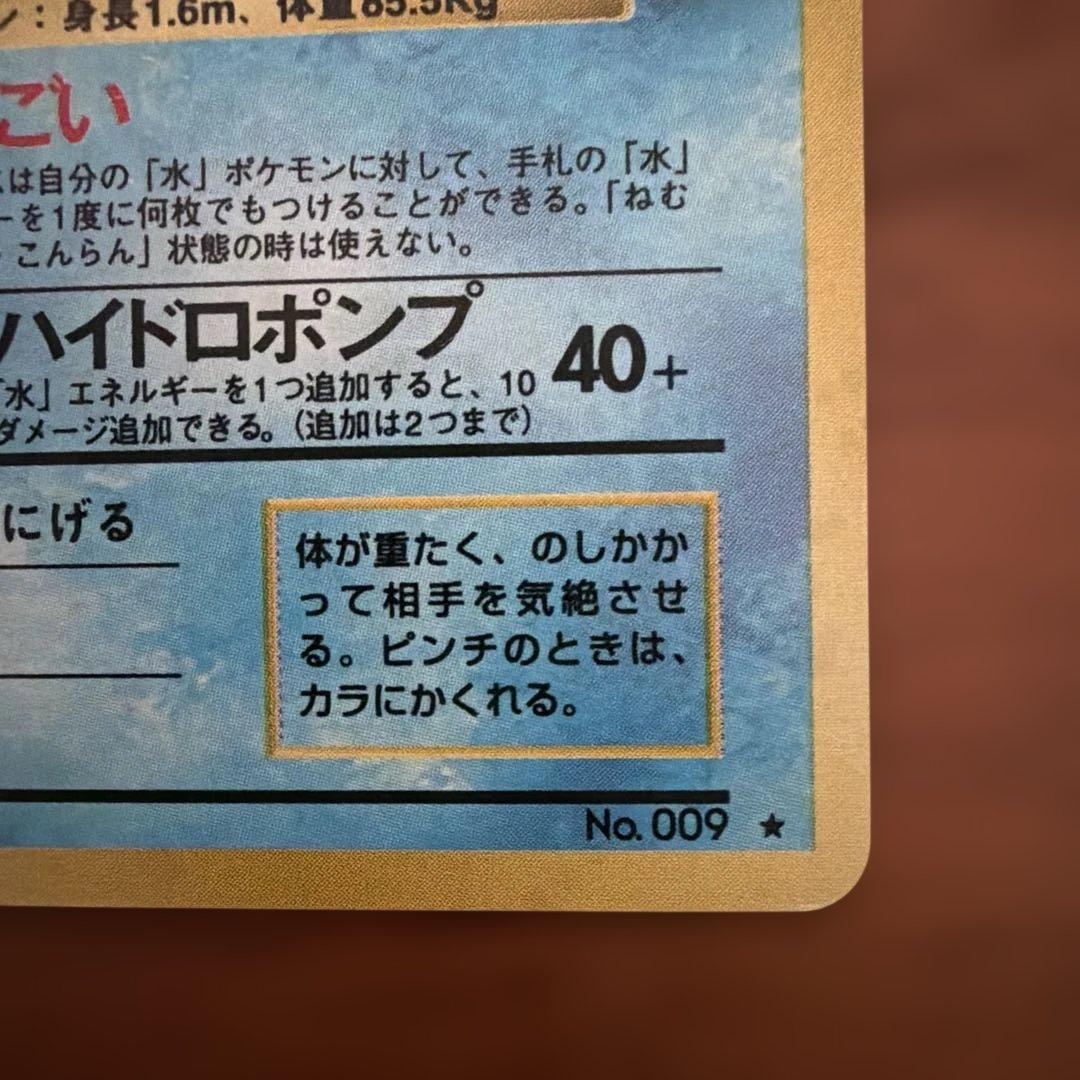 ：身長1.6m、体重85.5kg
ごい
は自分の「水」ポケモンに対して、手札の「水」
ーを1度に何枚でもつけることができる。「ねむ
こんらん」状態の時は使えない。
ハイドロポンプ 40+
「水」エネルギーを1つ追加すると、10
ダメージ追加できる。(追加は2つまで)
にげる
体が重たく、のしかか
って相手を気絶させ
る。ピンチのときは、
カラにかくれる。
No. 009 ★